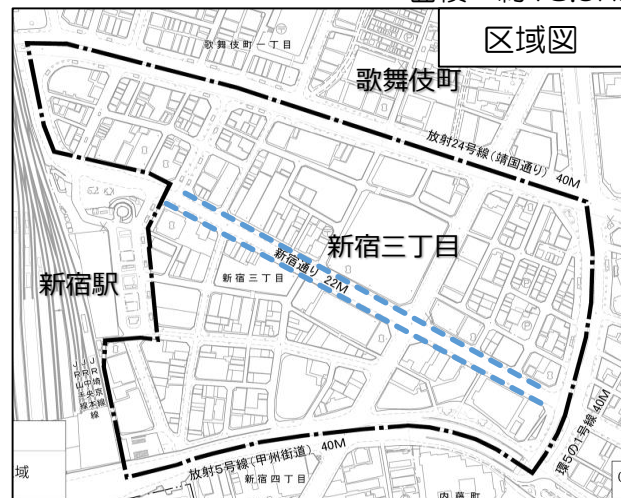 区域図
歌舞伎町一丁目
歌舞伎町
放射24号線(靖国通り) 40M
新宿三丁目
新宿通り 22M
新宿三丁目
新宿駅
JR埼京線
JR中央本線
JR山手線
環5の1号線 40M
放射5号線(甲州街道) 40M
新宿四丁目
内藤町
域